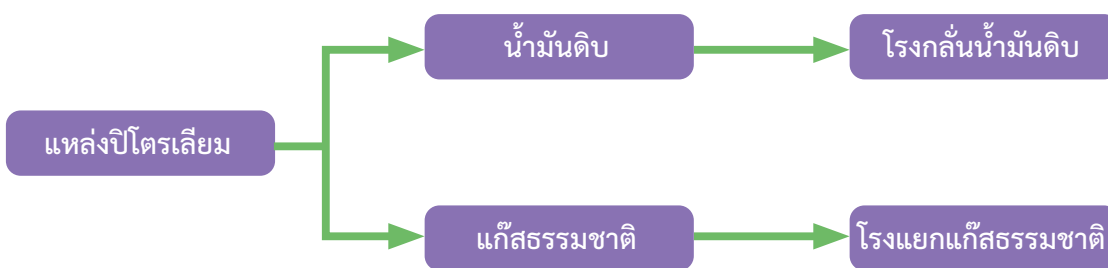 น้ำมันดิบ
โรงกลั่นน้ำมันดิบ
แหล่งปิโตรเลียม
แก๊สธรรมชาติ
โรงแยกแก๊สธรรมชาติ